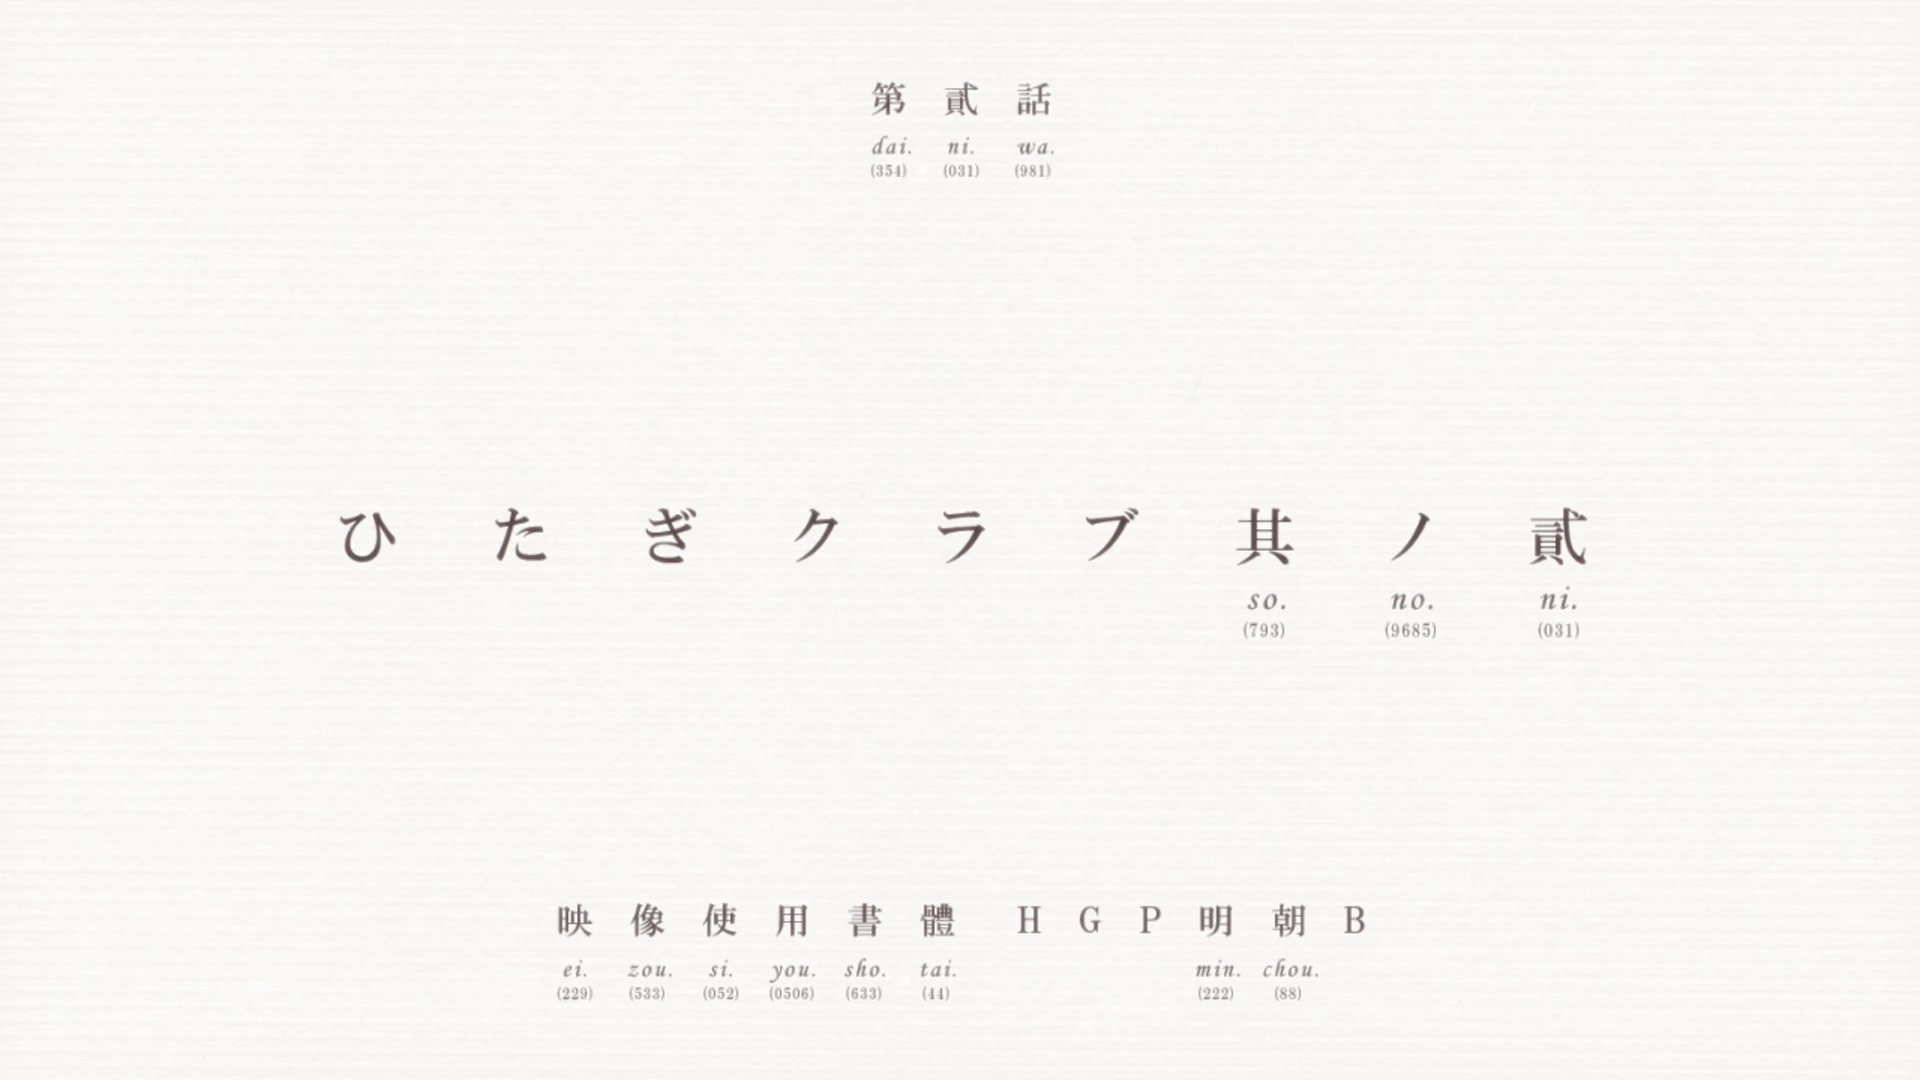 第 貳 話
dai. ni. wa.
(354) (031) (981)
ひ た ぎ ク ラ ブ 其 ノ 貳
so. no. ni.
(793) (9685) (031)
映 像 使 用 書 體 H G P 明 朝 B
ei. zou. si. you. sho. tai. min. chou.
(229) (533) (052) (0506) (633) (44) (222) (88)